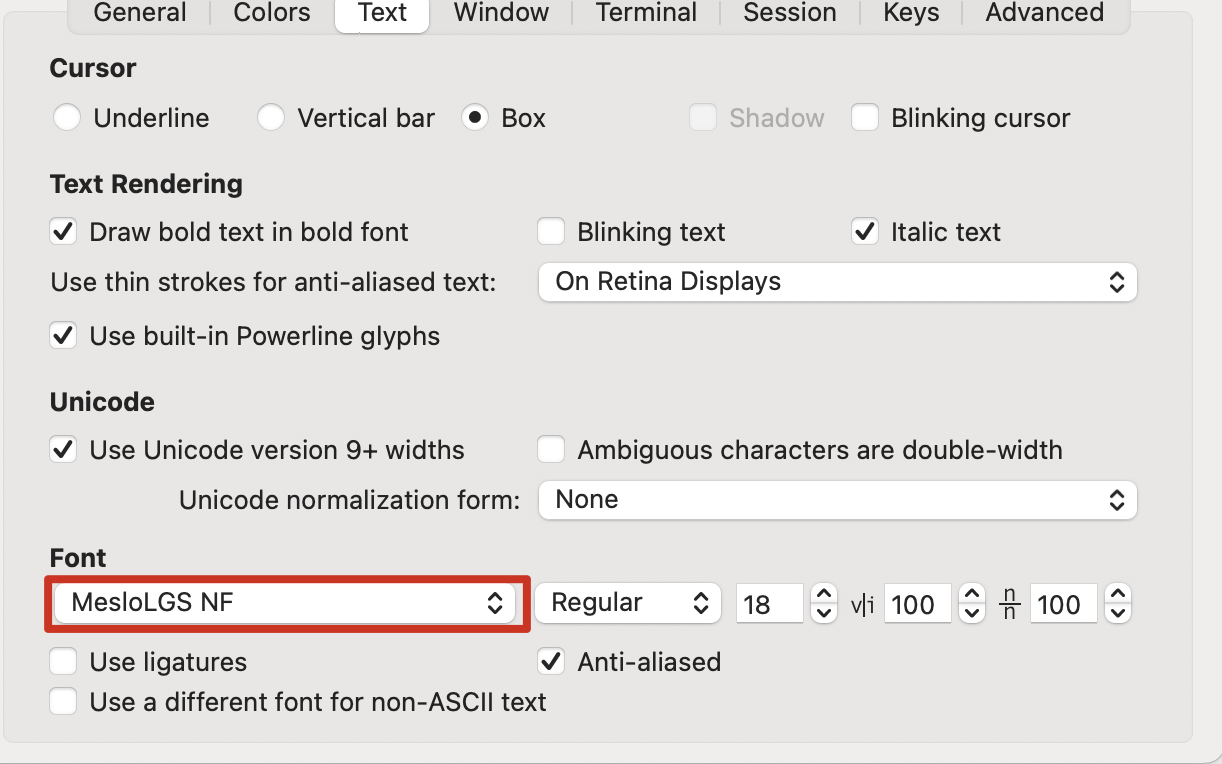 General Colors Text Window Terminal Session Keys Advanced
Cursor
Underline Vertical bar Box Shadow Blinking cursor
Text Rendering
Draw bold text in bold font Blinking text Italic text
Use thin strokes for anti-aliased text: On Retina Displays
Use built-in Powerline glyphs
Unicode
Use Unicode version 9+ widths Ambiguous characters are double-width
Unicode normalization form: None
Font
MesloLGS NF Regular 18 v|i 100 n/n 100
Use ligatures Anti-aliased
Use a different font for non-ASCII text